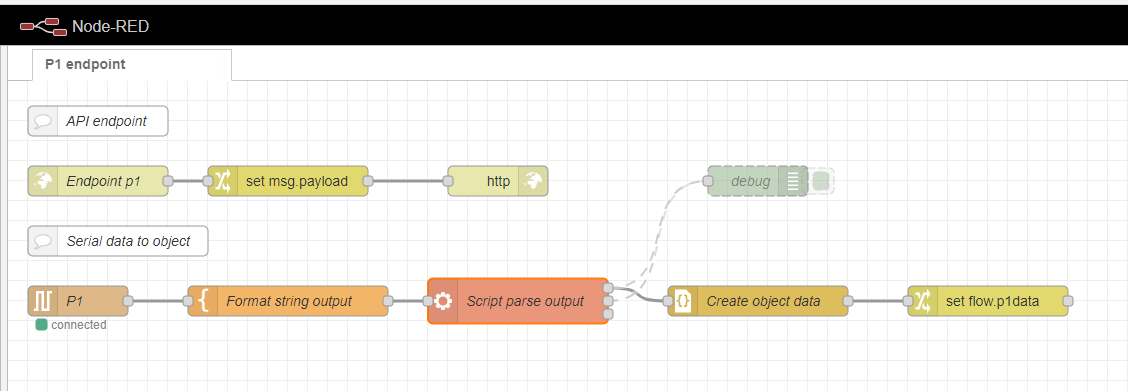 Node-RED
P1 endpoint
API endpoint
Endpoint p1
set msg.payload
http
debug
Serial data to object
P1
Format string output
Script parse output
Create object data
set flow.p1data
connected